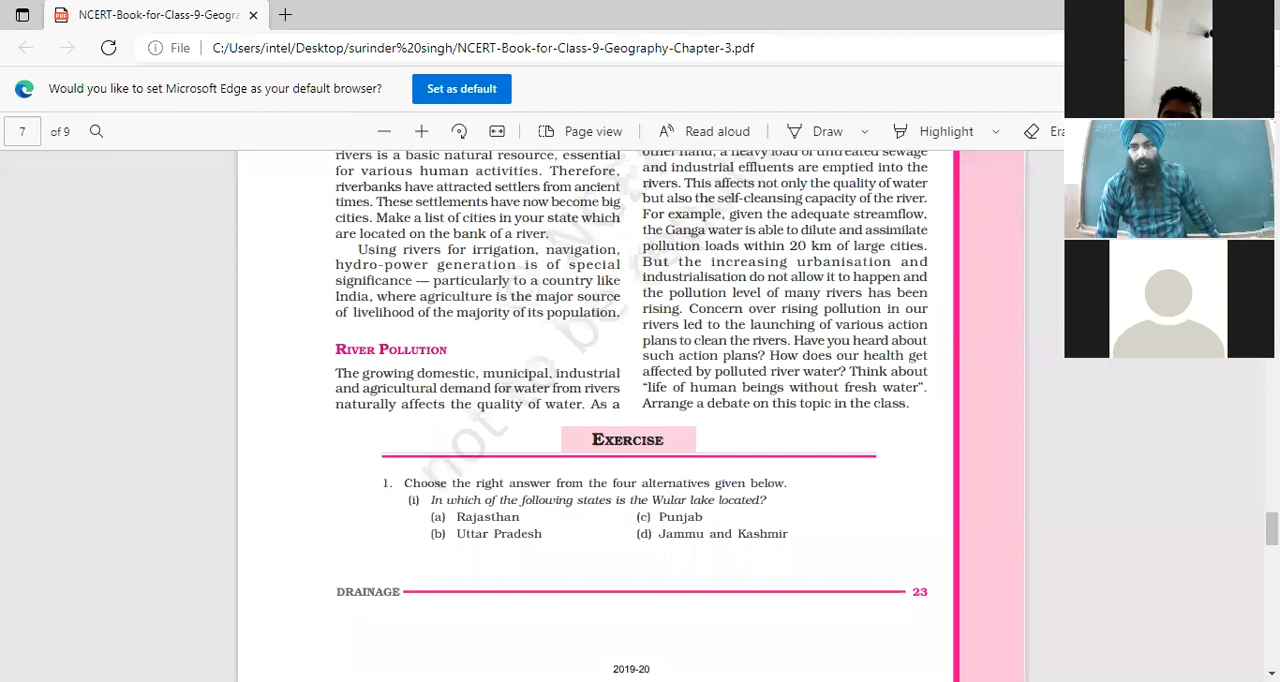 NCERT-Book-for-Class-9-Geogra
File
C:/Users/intel/Desktop/surinder%20singh/NCERT-Book-for-Class-9-Geography-Chapter-3.pdf
Would you like to set Microsoft Edge as your default browser?
Set as default
7
of 9
Page view
Read aloud
Draw
Highlight
Era
rivers is a basic natural resource, essential
for various human activities. Therefore,
riverbanks have attracted settlers from ancient
times. These settlements have now become big
cities. Make a list of cities in your state which
are located on the bank of a river.
Using rivers for irrigation, navigation,
hydro-power generation is of special
significance — particularly to a country like
India, where agriculture is the major source
of livelihood of the majority of its population.
RIVER POLLUTION
The growing domestic, municipal, industrial
and agricultural demand for water from rivers
naturally affects the quality of water. As a
other hand, a heavy load of untreated sewage
and industrial effluents are emptied into the
rivers. This affects not only the quality of water
but also the self-cleansing capacity of the river.
For example, given the adequate streamflow,
the Ganga water is able to dilute and assimilate
pollution loads within 20 km of large cities.
But the increasing urbanisation and
industrialisation do not allow it to happen and
the pollution level of many rivers has been
rising. Concern over rising pollution in our
rivers led to the launching of various action
plans to clean the rivers. Have you heard about
such action plans? How does our health get
affected by polluted river water? Think about
“life of human beings without fresh water”.
Arrange a debate on this topic in the class.
not to be
EXERCISE
1. Choose the right answer from the four alternatives given below.
(i) In which of the following states is the Wular lake located?
(a) Rajasthan (c) Punjab
(b) Uttar Pradesh (d) Jammu and Kashmir
DRAINAGE 23
2019-20